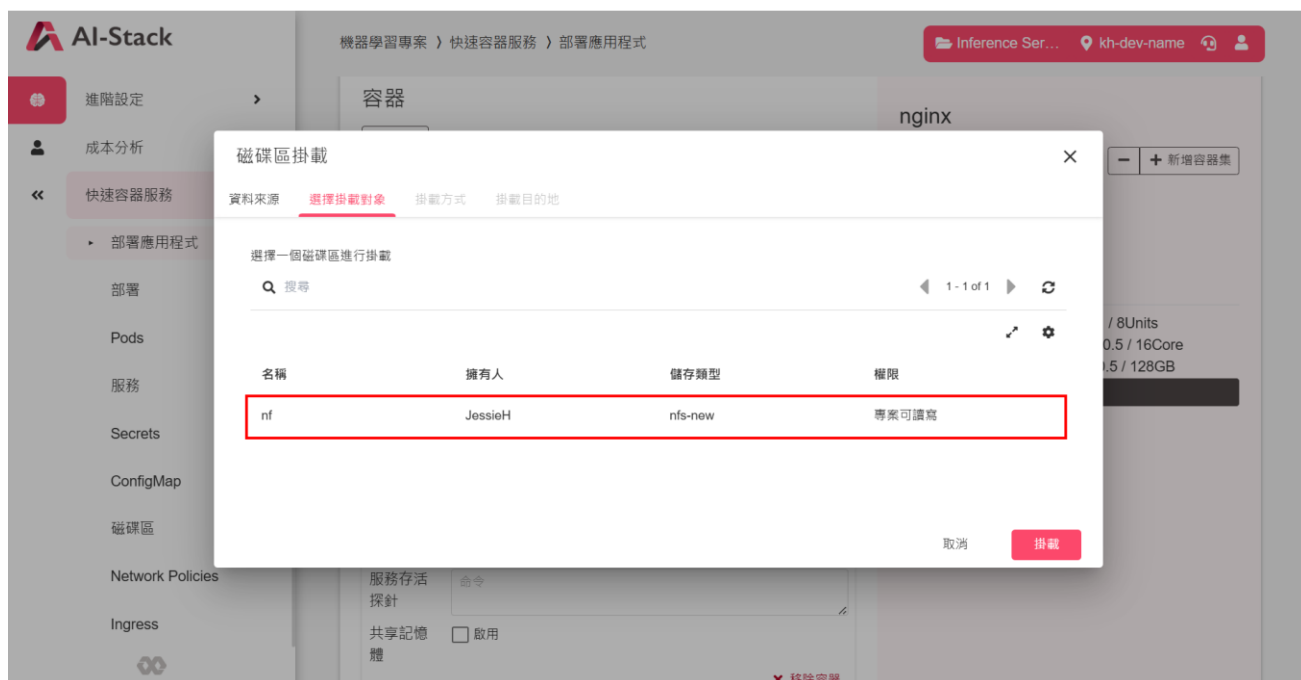 AI-Stack
機器學習專案 ❭ 快速容器服務 ❭ 部署應用程式
Inference Ser...
kh-dev-name
進階設定
成本分析
快速容器服務
部署應用程式
部署
Pods
服務
Secrets
ConfigMap
磁碟區
Network Policies
Ingress
容器
nginx
新增容器集
/ 8Units
0.5 / 16Core
.5 / 128GB
磁碟區掛載
資料來源 選擇掛載對象 掛載方式 掛載目的地
選擇一個磁碟區進行掛載
搜尋
1 - 1 of 1
名稱 擁有人 儲存類型 權限
nf JessieH nfs-new 專案可讀寫
取消 掛載
服務存活
探針
命令
共享記憶
體
啟用
移除容器